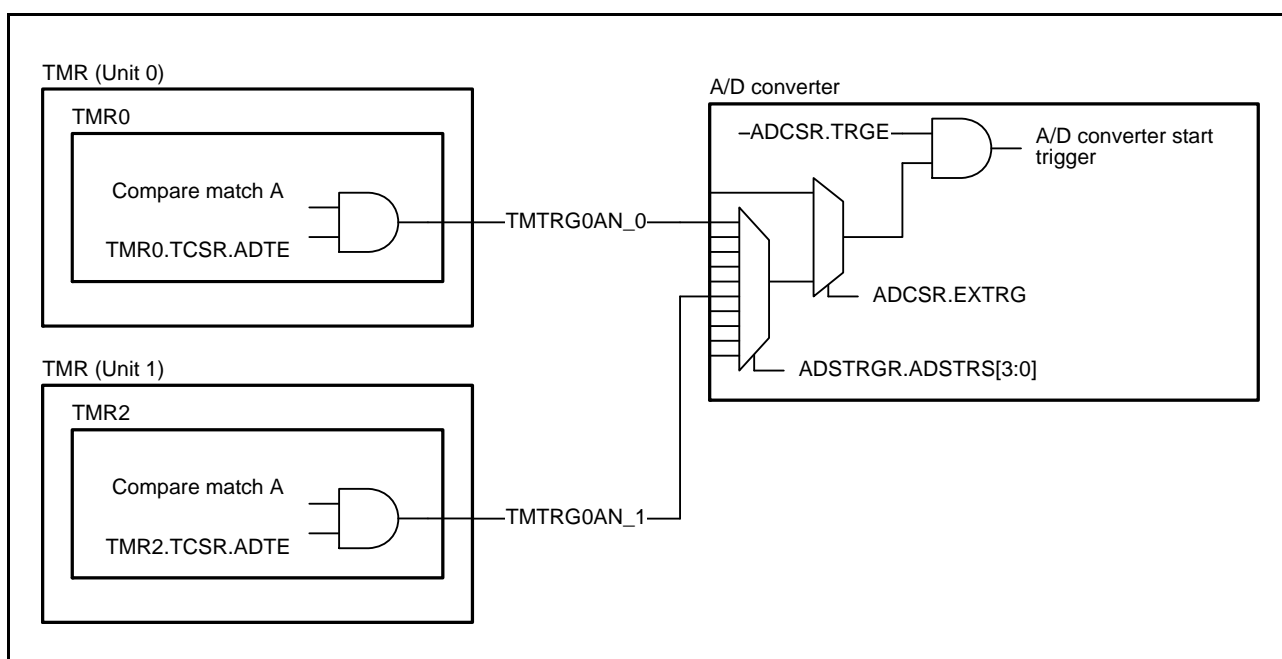 TMR (Unit 0)
TMR0
Compare match A
TMR0.TCSR.ADTE
TMTRG0AN_0
A/D converter
–ADCSR.TRGE
A/D converter start
trigger
ADCSR.EXTRG
ADSTRGR.ADSTRS[3:0]
TMR (Unit 1)
TMR2
Compare match A
TMR2.TCSR.ADTE
TMTRG0AN_1